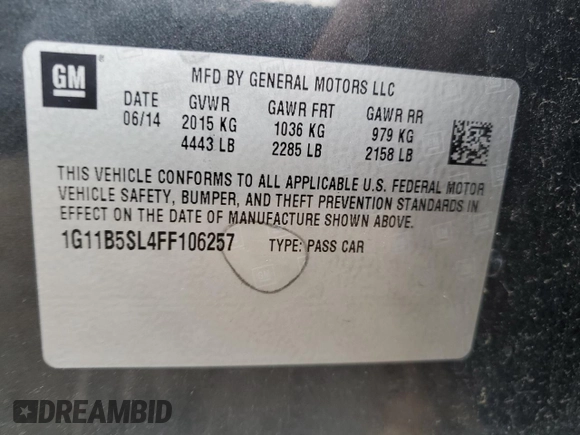 GM
MFD BY GENERAL MOTORS LLC
DATE GVWR GAWR FRT GAWR RR
06/14 2015 KG 1036 KG 979 KG
4443 LB 2285 LB 2158 LB
THIS VEHICLE CONFORMS TO ALL APPLICABLE U.S. FEDERAL MOTOR
VEHICLE SAFETY, BUMPER, AND THEFT PREVENTION STANDARDS IN
EFFECT ON THE DATE OF MANUFACTURE SHOWN ABOVE.
1G11B5SL4FF106257 TYPE: PASS CAR
DREAMBID